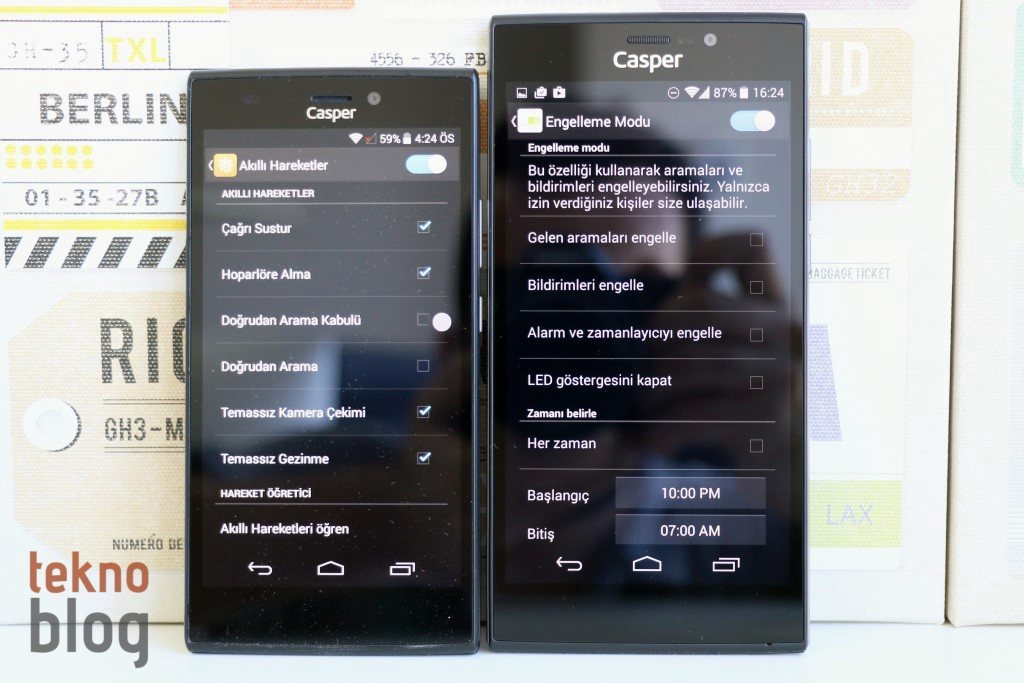 GH-35 TXL
BERLIN
01-35-27B
4556 - 326 FB
GH32
BAGGAGE TICKET
LAX
GH3-M
NUMERO DE
Casper
59% 4:24 ÖS
Akıllı Hareketler
AKILLI HAREKETLER
Çağrı Sustur
Hoparlöre Alma
Doğrudan Arama Kabulü
Doğrudan Arama
Temassız Kamera Çekimi
Temassız Gezinme
HAREKET ÖĞRETİCİ
Akıllı Hareketleri öğren
Casper
87% 16:24
Engelleme Modu
Engelleme modu
Bu özelliği kullanarak aramaları ve
bildirimleri engelleyebilirsiniz. Yalnızca
izin verdiğiniz kişiler size ulaşabilir.
Gelen aramaları engelle
Bildirimleri engelle
Alarm ve zamanlayıcıyı engelle
LED göstergesini kapat
Zamanı belirle
Her zaman
Başlangıç 10:00 PM
Bitiş 07:00 AM
tekno
blog